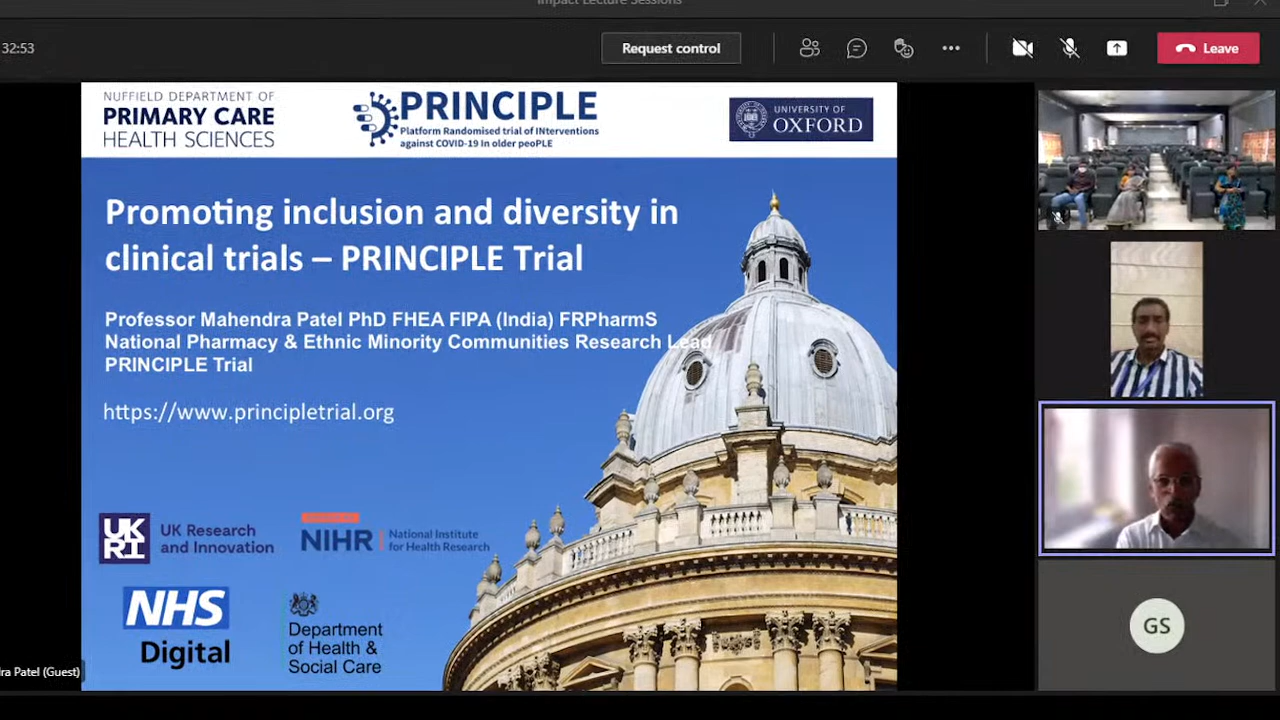 Impact Lecture Sessions
32:53
Request control
Leave
NUFFIELD DEPARTMENT OF
PRIMARY CARE
HEALTH SCIENCES
PRINCIPLE
Platform Randomised trial of INterventions
against COVID-19 In older peoPLE
UNIVERSITY OF
OXFORD
Promoting inclusion and diversity in
clinical trials – PRINCIPLE Trial
Professor Mahendra Patel PhD FHEA FIPA (India) FRPharmS
National Pharmacy & Ethnic Minority Communities Research Lead
PRINCIPLE Trial
https://www.principletrial.org
UK
RI
UK Research
and Innovation
NIHR
National Institute
for Health Research
NHS
Digital
Department
of Health &
Social Care
ra Patel (Guest)
GS